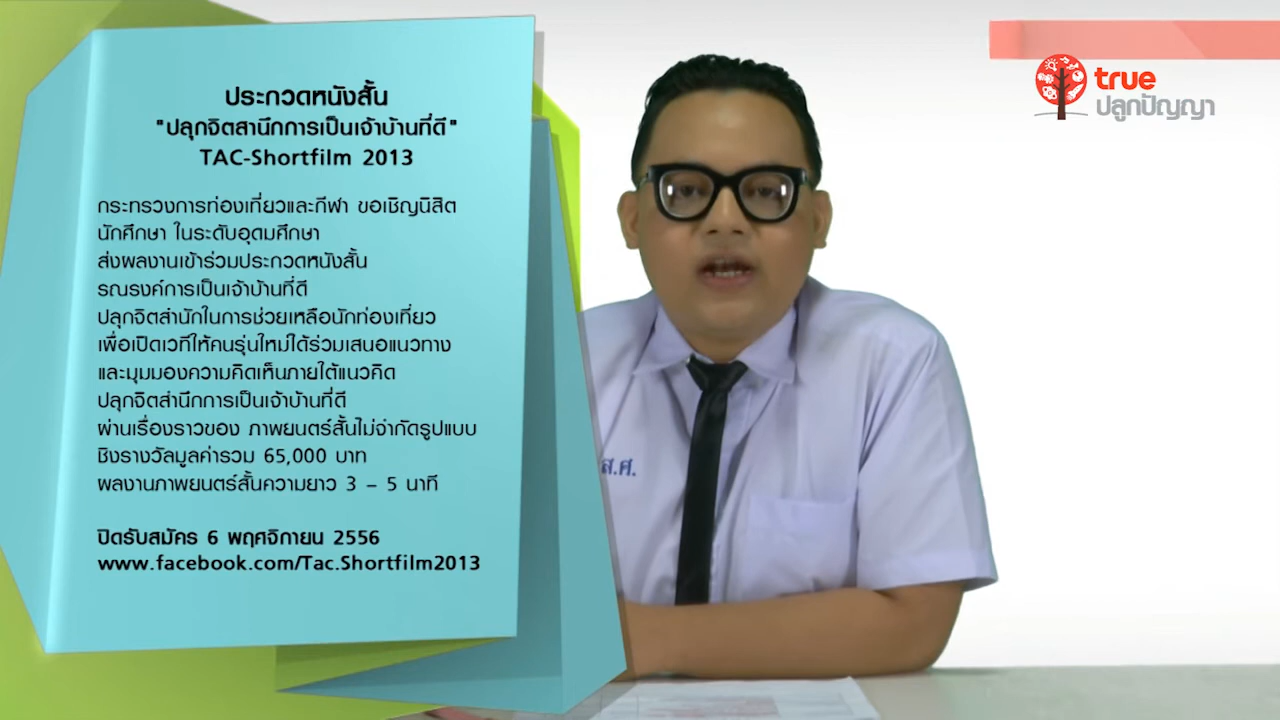 ประกวดหนังสั้น
"ปลุกจิตสานึกการเป็นเจ้าบ้านที่ดี"
TAC-Shortfilm 2013
กระทรวงการท่องเที่ยวและกีฬา ขอเชิญนิสิต
นักศึกษา ในระดับอุดมศึกษา
ส่งผลงานเข้าร่วมประกวดหนังสั้น
รณรงค์การเป็นเจ้าบ้านที่ดี
ปลุกจิตสำนักในการช่วยเหลือนักท่องเที่ยว
เพื่อเปิดเวทีให้คนรุ่นใหม่ได้ร่วมเสนอแนวทาง
และมุมมองความคิดเห็นภายใต้แนวคิด
ปลุกจิตสำนึกการเป็นเจ้าบ้านที่ดี
ผ่านเรื่องราวของ ภาพยนตร์สั้นไม่จำกัดรูปแบบ
ชิงรางวัลมูลค่ารวม 65,000 บาท
ผลงานภาพยนตร์สั้นความยาว 3 – 5 นาที
ปิดรับสมัคร 6 พฤศจิกายน 2556
www.facebook.com/Tac.Shortfilm2013
true
ปลูกปัญญา
ส.ศ.